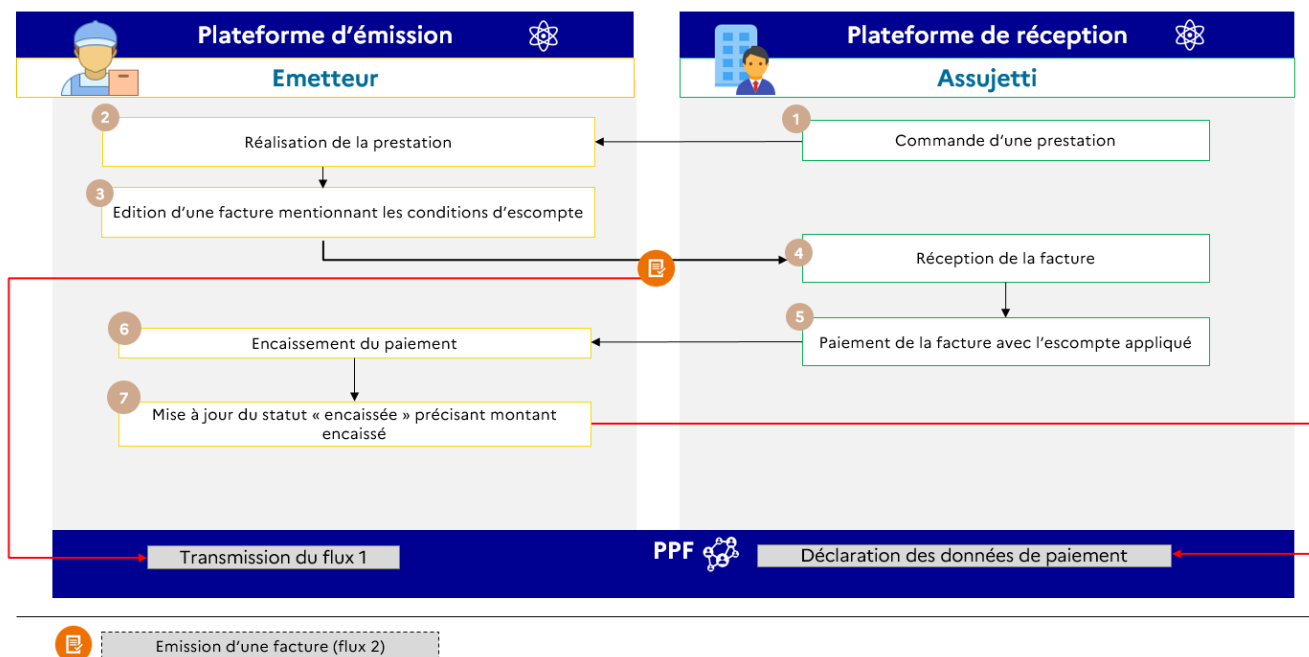 Plateforme d’émission
Plateforme de réception
Emetteur
Assujetti
2
Réalisation de la prestation
1
Commande d’une prestation
3
Edition d’une facture mentionnant les conditions d’escompte
4
Réception de la facture
5
Paiement de la facture avec l’escompte appliqué
6
Encaissement du paiement
7
Mise à jour du statut « encaissée » précisant montant
encaissé
Transmission du flux 1
PPF
Déclaration des données de paiement
Emission d’une facture (flux 2)